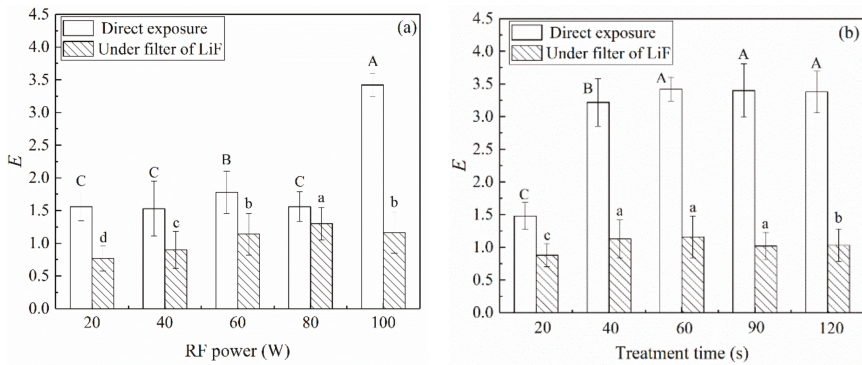 (a)
Direct exposure
Under filter of LiF
4.5
4.0
3.5
3.0
2.5
2.0
1.5
1.0
0.5
0.0
E
C
d
C
c
B
b
C
a
A
b
20 40 60 80 100
RF power (W)
(b)
Direct exposure
Under filter of LiF
4.5
4.0
3.5
3.0
2.5
2.0
1.5
1.0
0.5
0.0
E
C
c
B
a
A
a
A
a
A
b
20 40 60 90 120
Treatment time (s)